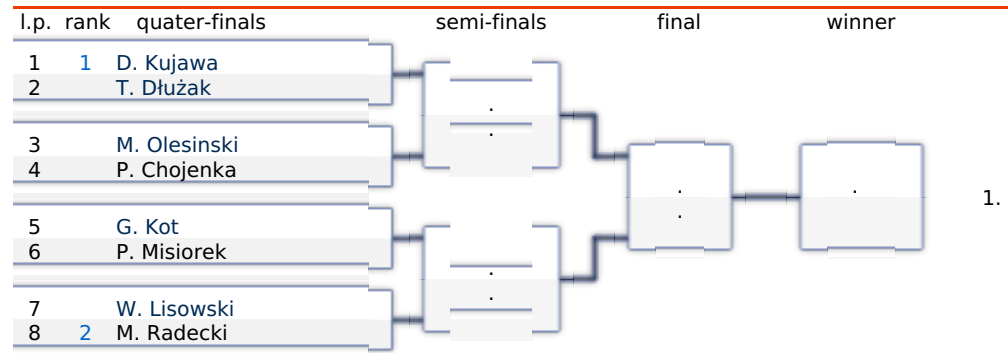 l.p. rank quater-finals semi-finals final winner
1 1 D. Kujawa
2 T. Dłużak
.
.
3 M. Olesinski
4 P. Chojenka
. .
. 1.
5 G. Kot
6 P. Misiorek
.
.
7 W. Lisowski
8 2 M. Radecki